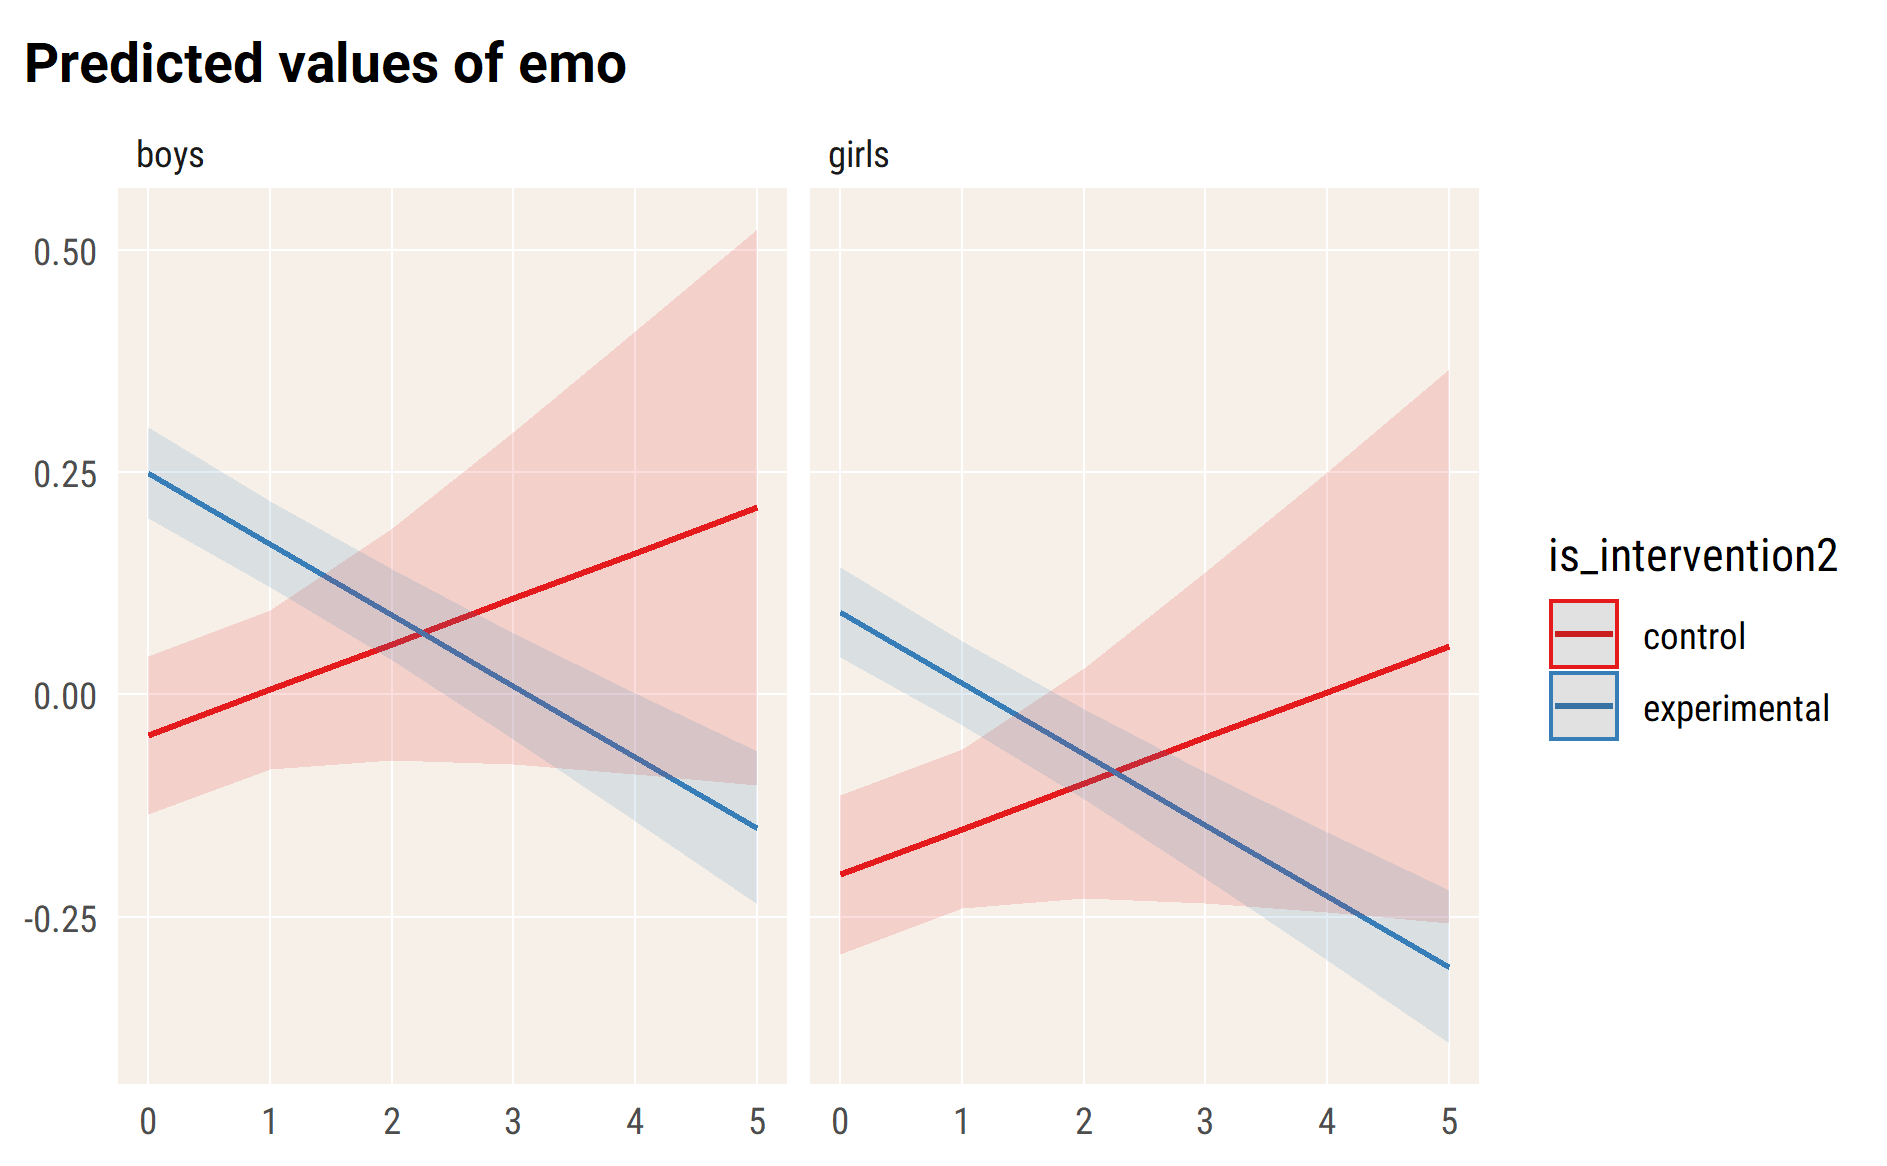 Predicted values of emo
boys
girls
0.50
0.25
0.00
-0.25
0 1 2 3 4 5
0 1 2 3 4 5
is_intervention2
control
experimental